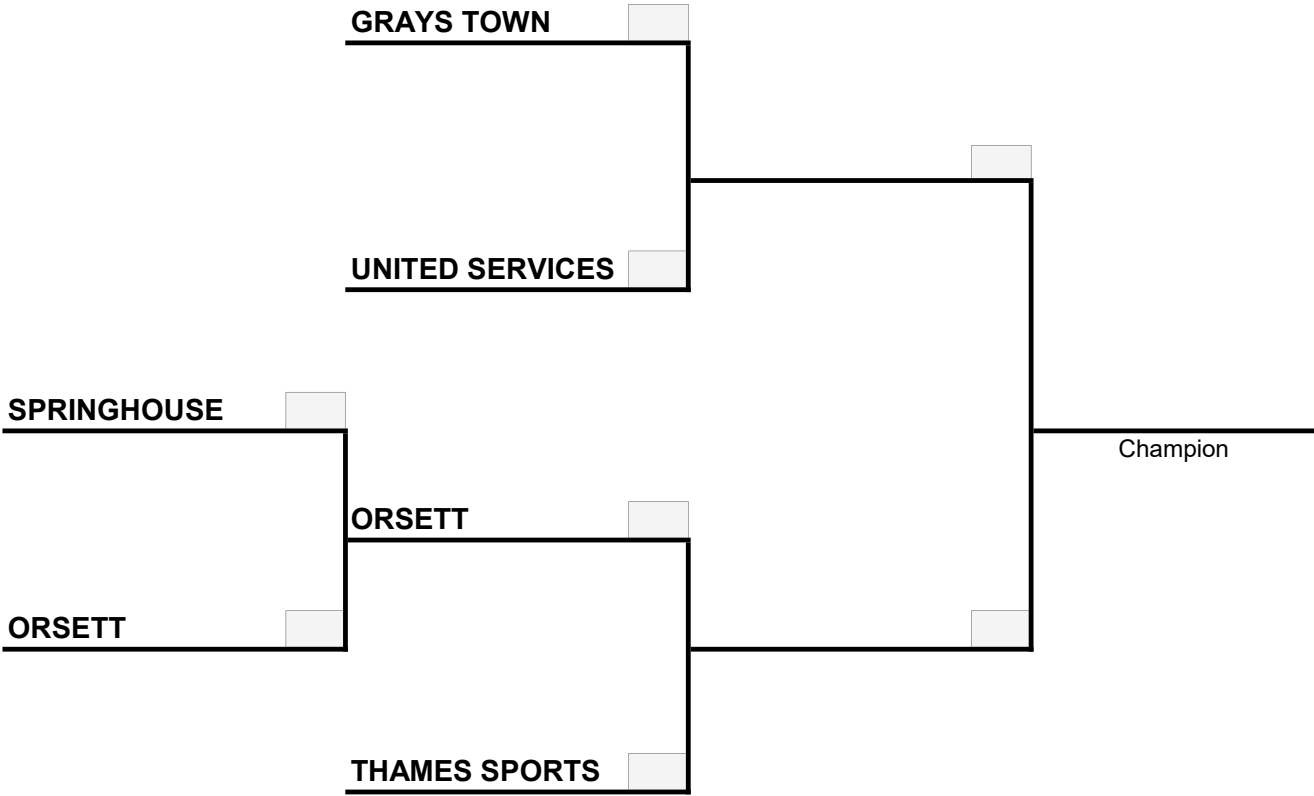 GRAYS TOWN
UNITED SERVICES
SPRINGHOUSE
Champion
ORSETT
ORSETT
THAMES SPORTS